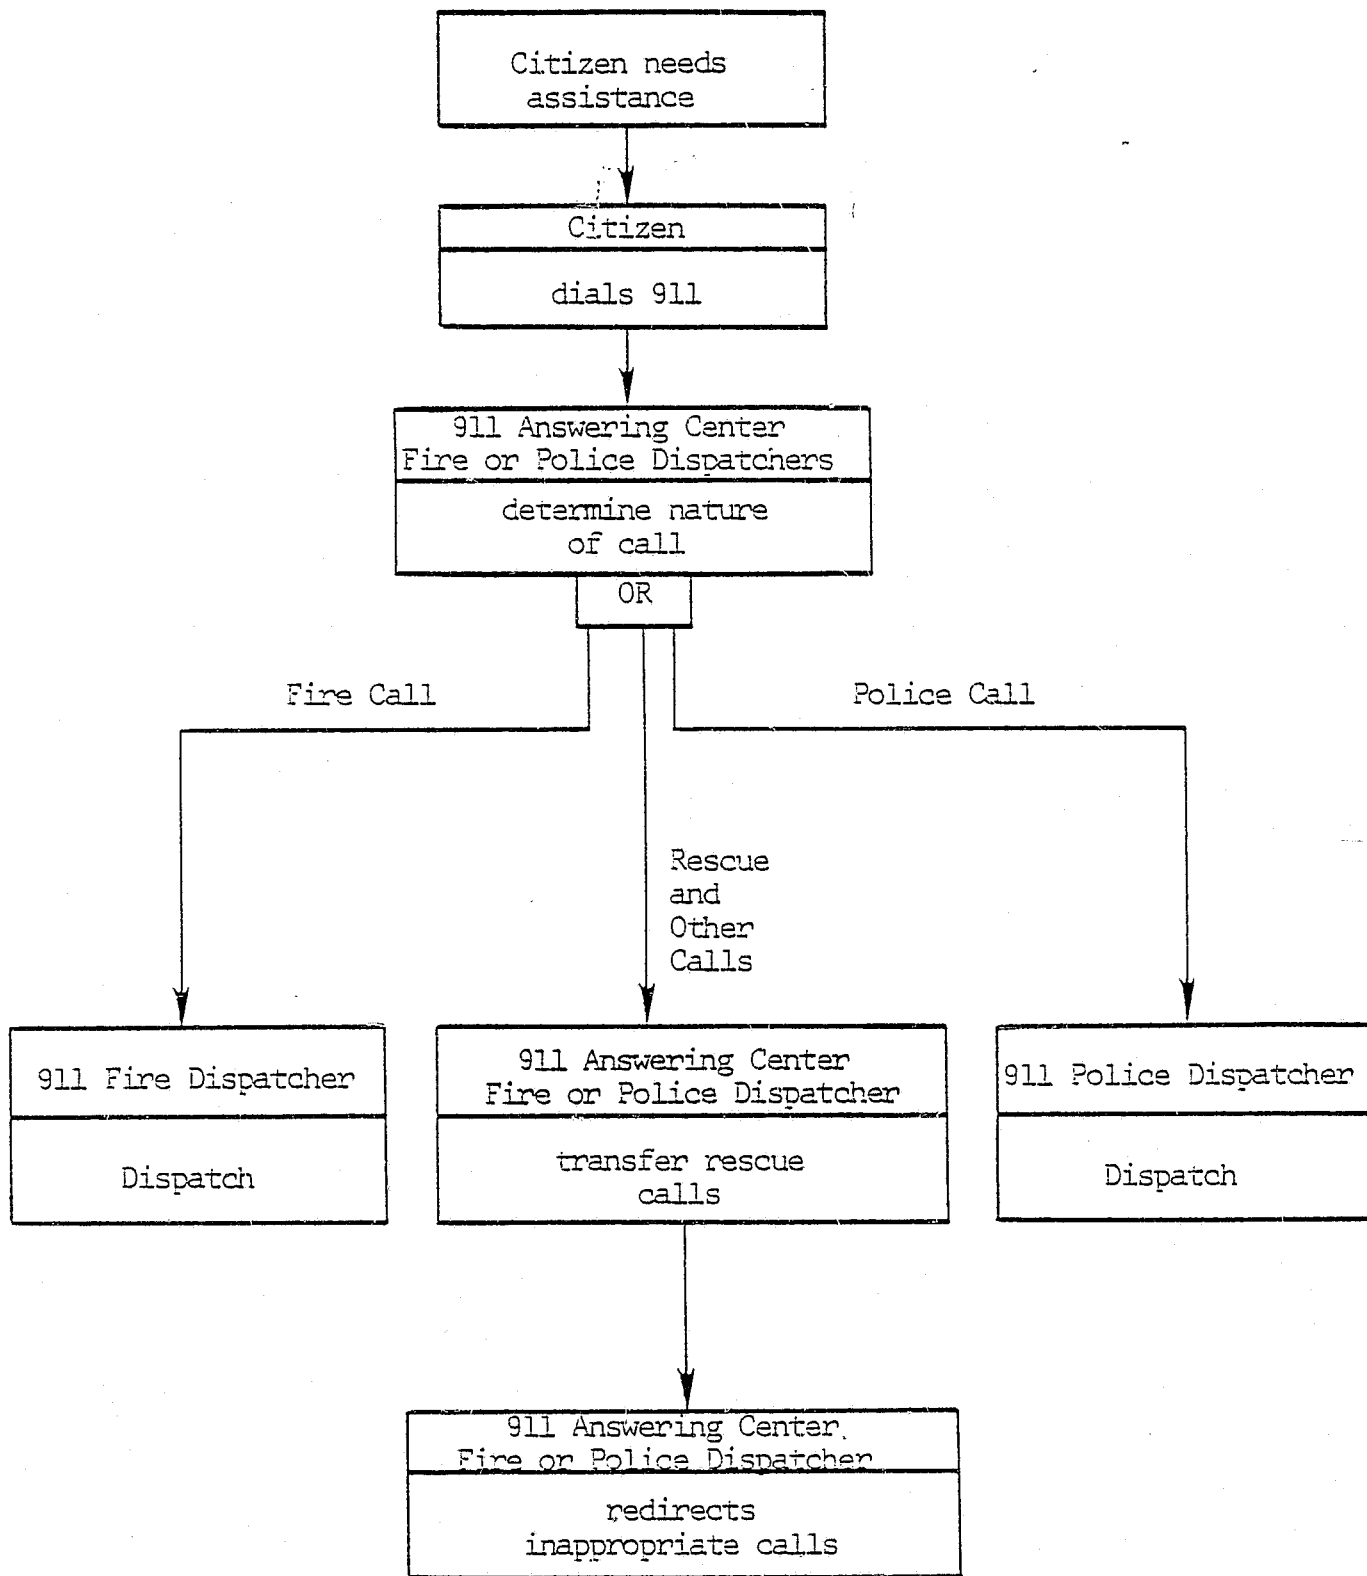 Citizen needs
assistance
Citizen
dials 911
911 Answering Center
Fire or Police Dispatchers
determine nature
of call
OR
Fire Call
Police Call
Rescue
and
Other
Calls
911 Fire Dispatcher
Dispatch
911 Answering Center
Fire or Police Dispatcher
transfer rescue
calls
911 Police Dispatcher
Dispatch
911 Answering Center
Fire or Police Dispatcher
redirects
inappropriate calls